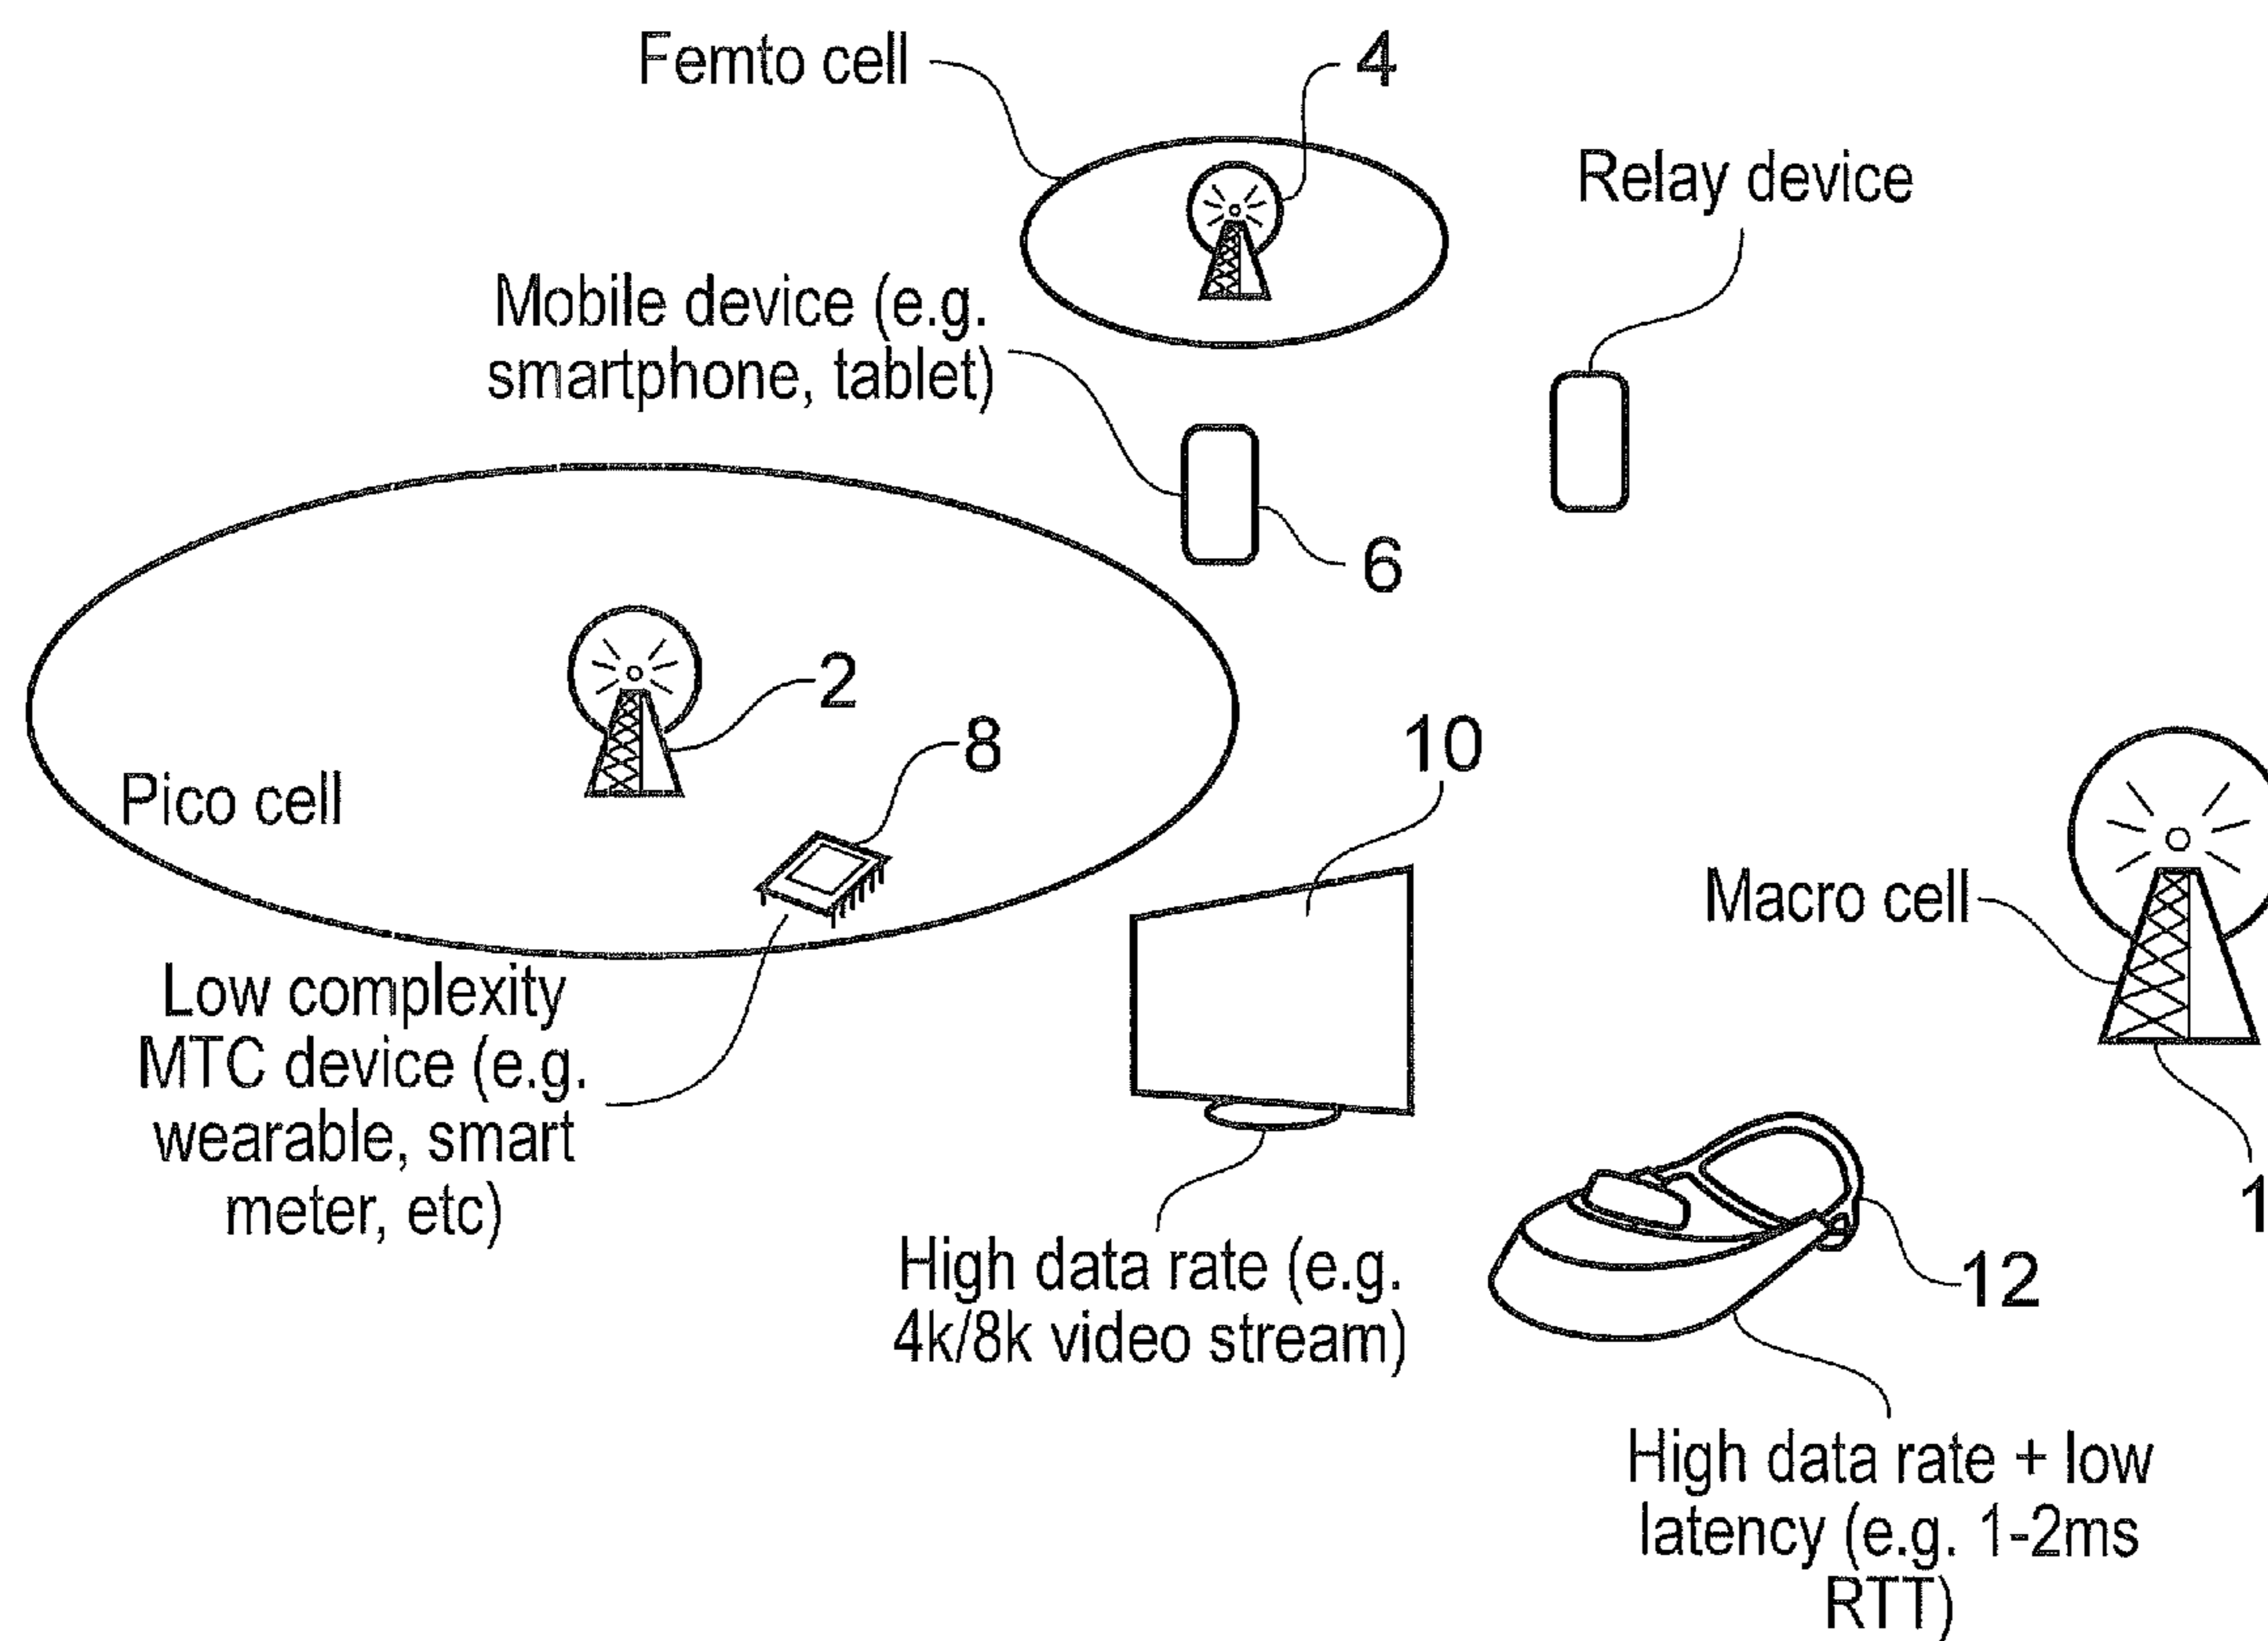 Femto cell
4
Relay device
Mobile device (e.g.
smartphone, tablet)
6
2
8
10
Pico cell
Macro cell
Low complexity
MTC device (e.g.
wearable, smart
meter, etc)
1
12
High data rate (e.g.
4k/8k video stream)
High data rate + low
latency (e.g. 1-2ms
RTT)